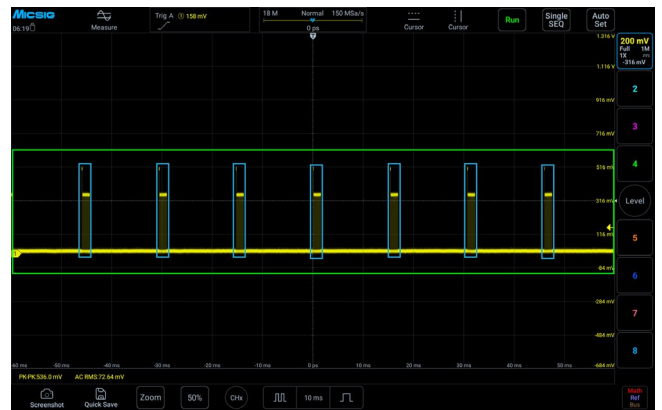 Micsig
06:19
Measure
Trig A ① 158 mV
18 M Normal 150 MSa/s
0 ps
Cursor
Cursor
Run
Single SEQ
Auto Set
1.316 V
1.116 V
916 mV
716 mV
516 mV
316 mV
116 mV
-84 mV
-284 mV
-484 mV
-684 mV
200 mV
Full 1M
1X
-316 mV
2
3
4
Level
5
6
7
8
-50 ms -40 ms -30 ms -20 ms -10 ms 0 ps 10 ms 20 ms 30 ms 40 ms 50 ms
PK-PK:536.0 mV AC RMS:72.64 mV
Screenshot
Quick Save
Zoom
50%
CHx
10 ms
Math
Ref
Bus